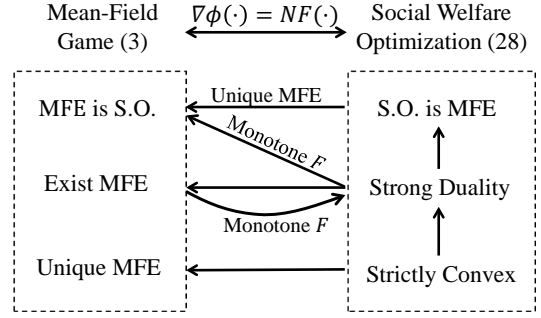 Mean-Field
Game (3)
∇ϕ(·) = NF(·)
Social Welfare
Optimization (28)
MFE is S.O.
Unique MFE
S.O. is MFE
Monotone F
Exist MFE
Strong Duality
Monotone F
Unique MFE
Strictly Convex